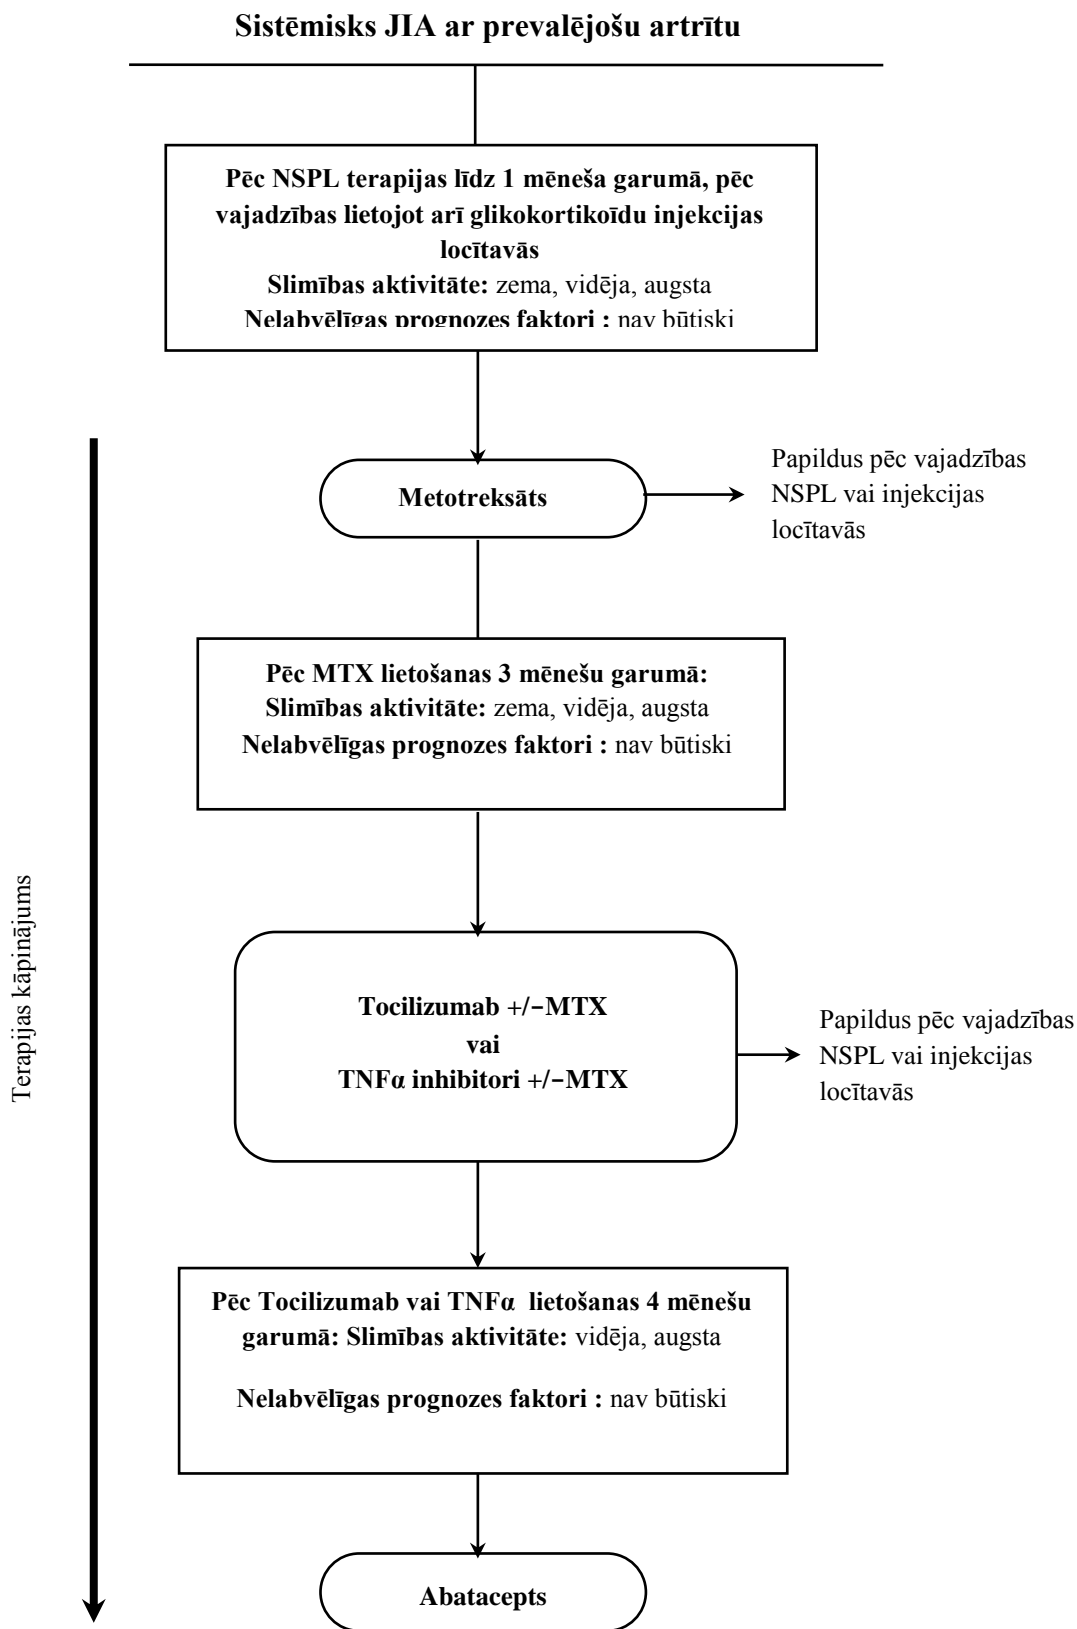 Sistēmisks JIA ar prevalējošu artrītu
Pēc NSPL terapijas līdz 1 mēneša garumā, pēc
vajadzības lietojot arī glikokortikoīdu injekcijas
locītavās
Slimības aktivitāte: zema, vidēja, augsta
Nelabvēlīgas prognozes faktori : nav būtiski
Metotreksāts
Papildus pēc vajadzības
NSPL vai injekcijas
locītavās
Pēc MTX lietošanas 3 mēnešu garumā:
Slimības aktivitāte: zema, vidēja, augsta
Nelabvēlīgas prognozes faktori : nav būtiski
Terapijas kāpinājums
Tocilizumab +/−MTX
vai
TNFα inhibitori +/−MTX
Papildus pēc vajadzības
NSPL vai injekcijas
locītavās
Pēc Tocilizumab vai TNFα lietošanas 4 mēnešu
garumā: Slimības aktivitāte: vidēja, augsta
Nelabvēlīgas prognozes faktori : nav būtiski
Abatacepts